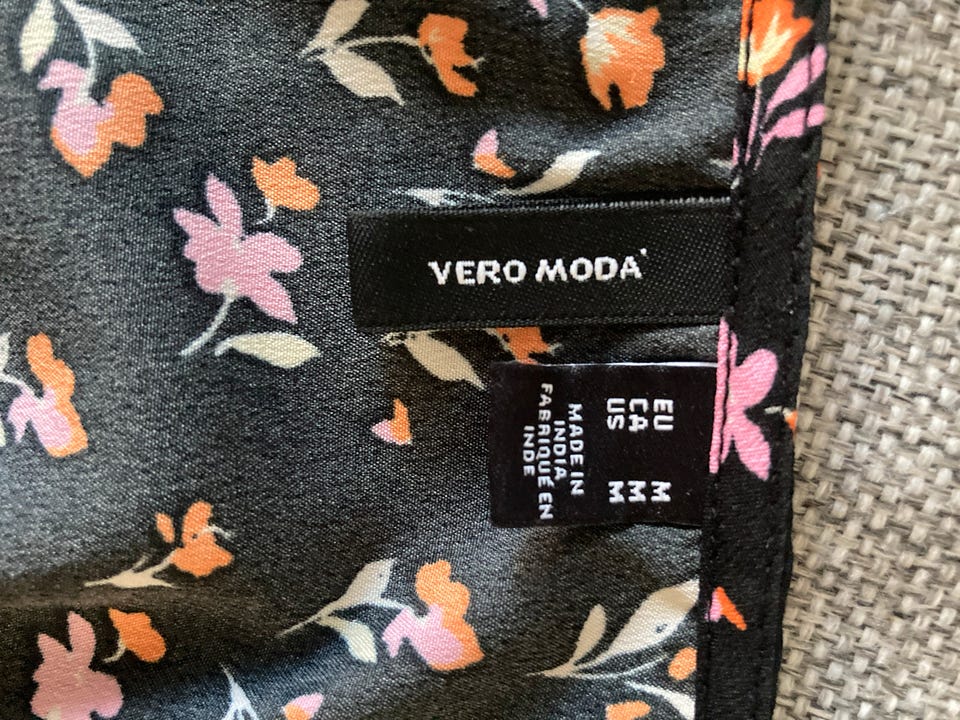 VERO MODA
EU M
CA M
US M
MADE IN
INDIA
FABRIQUÉ EN
INDE